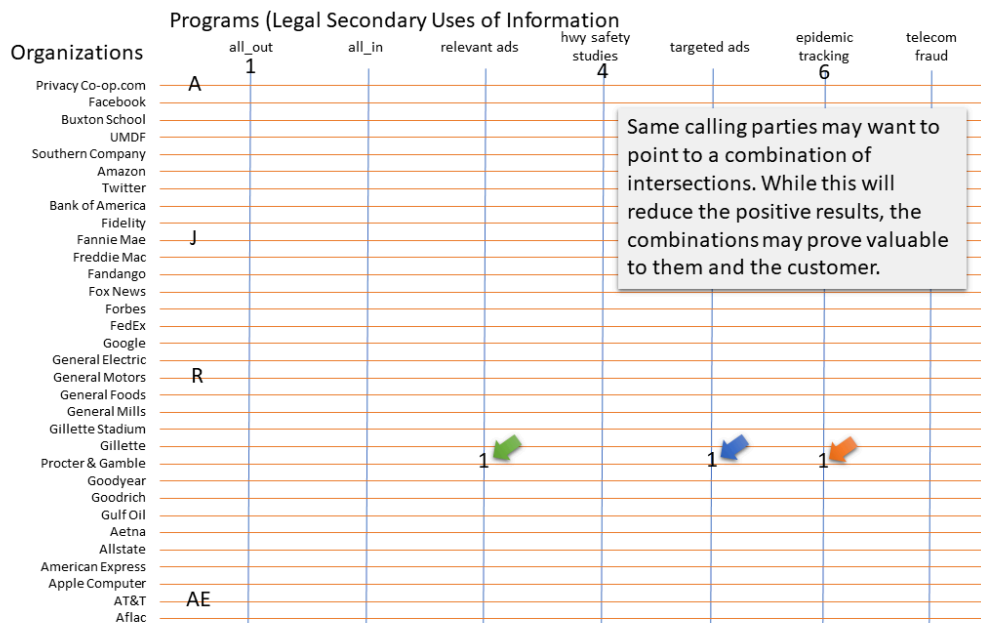 Programs (Legal Secondary Uses of Information
Organizations
all_out
all_in
relevant ads
hwy safety
studies
targeted ads
epidemic
tracking
telecom
fraud
1
4
6
Privacy Co-op.com
A
Facebook
Buxton School
UMDF
Southern Company
Amazon
Twitter
Bank of America
Fidelity
Fannie Mae
J
Freddie Mac
Fandango
Fox News
Forbes
FedEx
Google
General Electric
General Motors
R
General Foods
General Mills
Gillette Stadium
Gillette
Procter & Gamble
1
1
1
Goodyear
Goodrich
Gulf Oil
Aetna
Allstate
American Express
Apple Computer
AT&T
AE
Aflac
Same calling parties may want to
point to a combination of
intersections. While this will
reduce the positive results, the
combinations may prove valuable
to them and the customer.